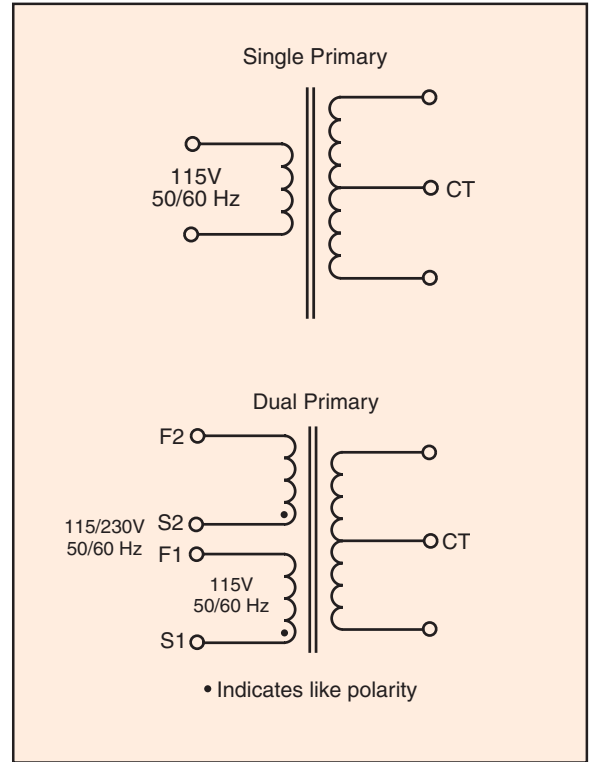 Single Primary
115V
50/60 Hz
CT
Dual Primary
F2
S2
115/230V
50/60 Hz
F1
CT
115V
50/60 Hz
S1
• Indicates like polarity